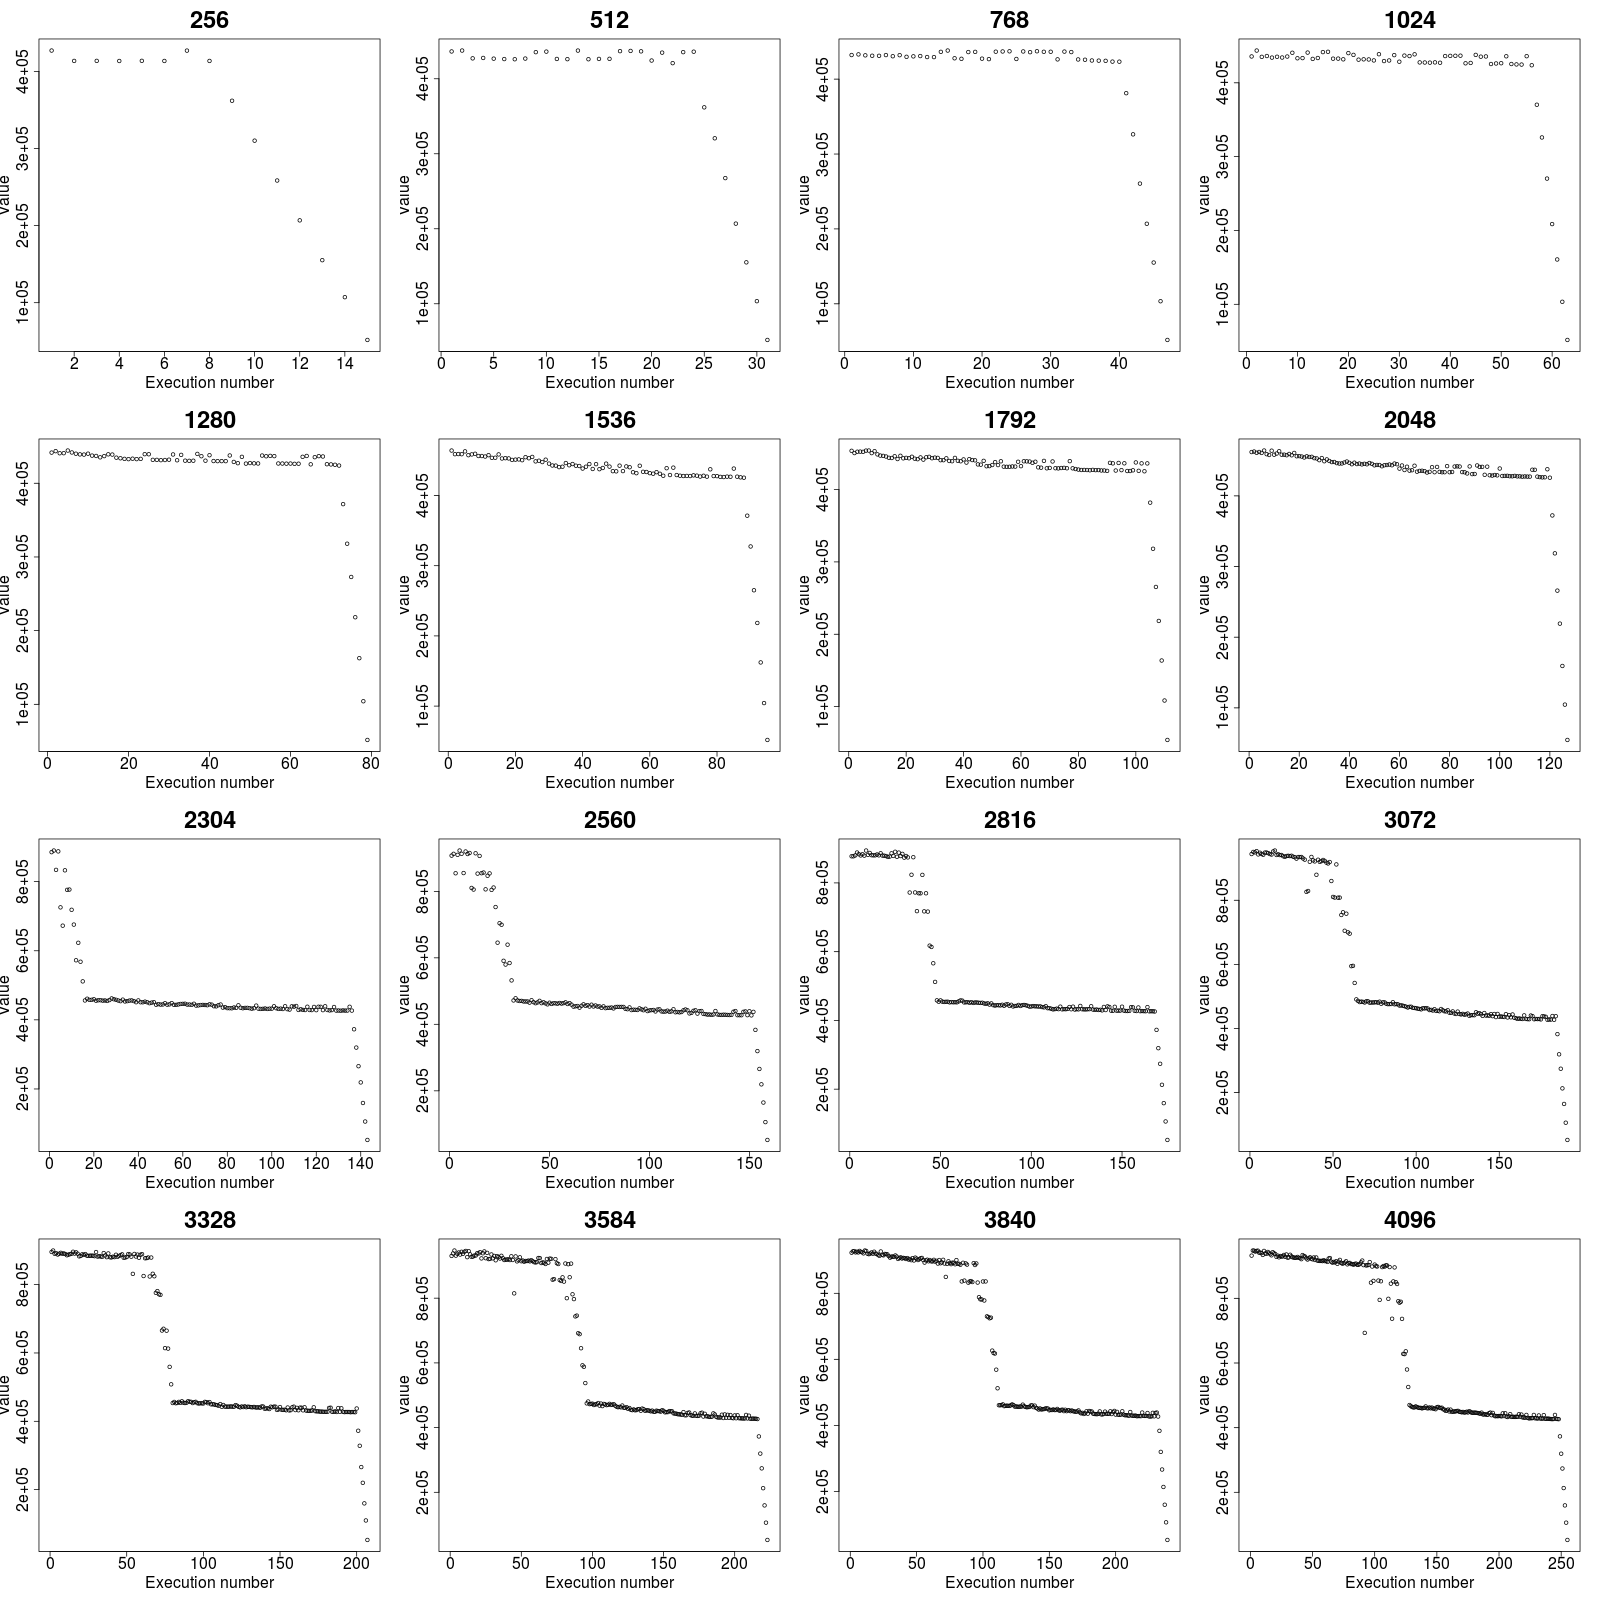 256
value
1e+05 2e+05 3e+05 4e+05
2 4 6 8 10 12 14
Execution number
512
value
1e+05 2e+05 3e+05 4e+05
0 5 10 15 20 25 30
Execution number
768
value
1e+05 2e+05 3e+05 4e+05
0 10 20 30 40
Execution number
1024
value
1e+05 2e+05 3e+05 4e+05
0 10 20 30 40 50 60
Execution number
1280
value
1e+05 2e+05 3e+05 4e+05
0 20 40 60 80
Execution number
1536
value
1e+05 2e+05 3e+05 4e+05
0 20 40 60 80
Execution number
1792
value
1e+05 2e+05 3e+05 4e+05
0 20 40 60 80 100
Execution number
2048
value
1e+05 2e+05 3e+05 4e+05
0 20 40 60 80 100 120
Execution number
2304
value
2e+05 4e+05 6e+05 8e+05
0 20 40 60 80 100 120 140
Execution number
2560
value
2e+05 4e+05 6e+05 8e+05
0 50 100 150
Execution number
2816
value
2e+05 4e+05 6e+05 8e+05
0 50 100 150
Execution number
3072
value
2e+05 4e+05 6e+05 8e+05
0 50 100 150
Execution number
3328
value
2e+05 4e+05 6e+05 8e+05
0 50 100 150 200
Execution number
3584
value
2e+05 4e+05 6e+05 8e+05
0 50 100 150 200
Execution number
3840
value
2e+05 4e+05 6e+05 8e+05
0 50 100 150 200
Execution number
4096
value
2e+05 4e+05 6e+05 8e+05
0 50 100 150 200 250
Execution number